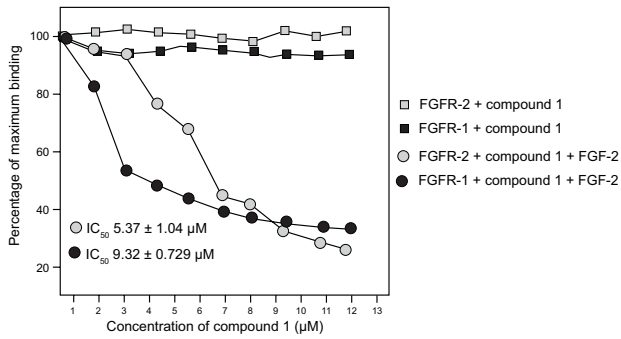 Percentage of maximum binding
100
80
60
40
20
IC50 5.37 ± 1.04 µM
IC50 9.32 ± 0.729 µM
1 2 3 4 5 6 7 8 9 10 11 12 13
Concentration of compound 1 (µM)
FGFR-2 + compound 1
FGFR-1 + compound 1
FGFR-2 + compound 1 + FGF-2
FGFR-1 + compound 1 + FGF-2